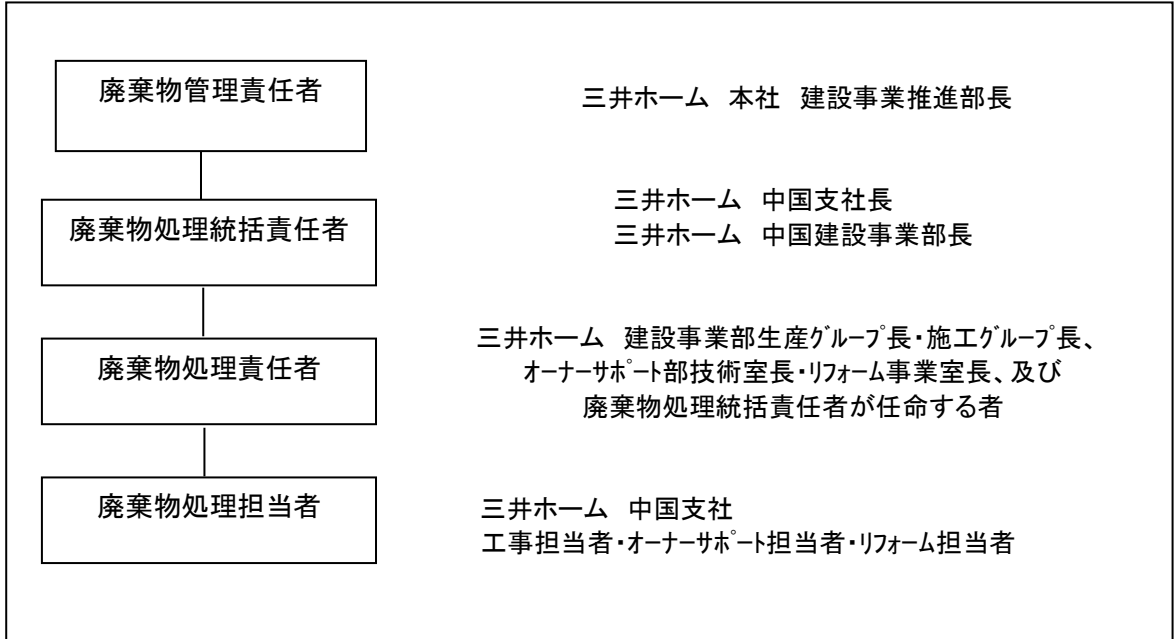 廃棄物管理責任者
三井ホーム　本社　建設事業推進部長
廃棄物処理統括責任者
三井ホーム　中国支社長
三井ホーム　中国建設事業部長
廃棄物処理責任者
三井ホーム　建設事業部生産ｸﾞﾙｰﾌﾟ長・施工ｸﾞﾙｰﾌﾟ長、
ｵｰﾅｰｻﾎﾟｰﾄ部技術室長・ﾘﾌｫｰﾑ事業室長、及び
廃棄物処理統括責任者が任命する者
廃棄物処理担当者
三井ホーム　中国支社
工事担当者・ｵｰﾅｰｻﾎﾟｰﾄ担当者・ﾘﾌｫｰﾑ担当者